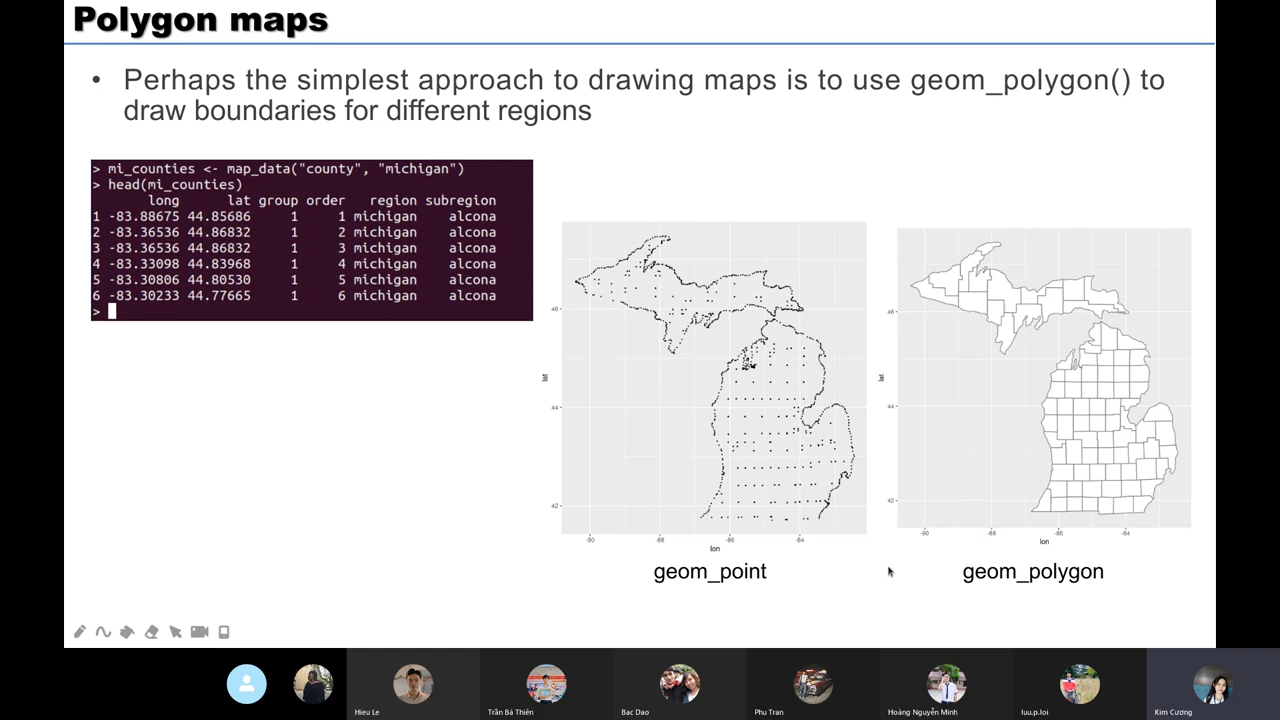 Polygon maps
• Perhaps the simplest approach to drawing maps is to use geom_polygon() to
draw boundaries for different regions
> mi_counties <- map_data("county", "michigan")
> head(mi_counties)
long lat group order region subregion
1 -83.88675 44.85686 1 1 michigan alcona
2 -83.36536 44.86832 1 2 michigan alcona
3 -83.36536 44.86832 1 3 michigan alcona
4 -83.33098 44.83968 1 4 michigan alcona
5 -83.30806 44.80530 1 5 michigan alcona
6 -83.30233 44.77665 1 6 michigan alcona
>
46
44
42
lat
-90 -88 -86 -84
lon
geom_point
46
44
42
lat
-90 -88 -86 -84
lon
geom_polygon
Hieu Le
Trần Bá Thiên
Bac Dao
Phu Tran
Hoàng Nguyễn Minh
luu.p.loi
Kim Cương